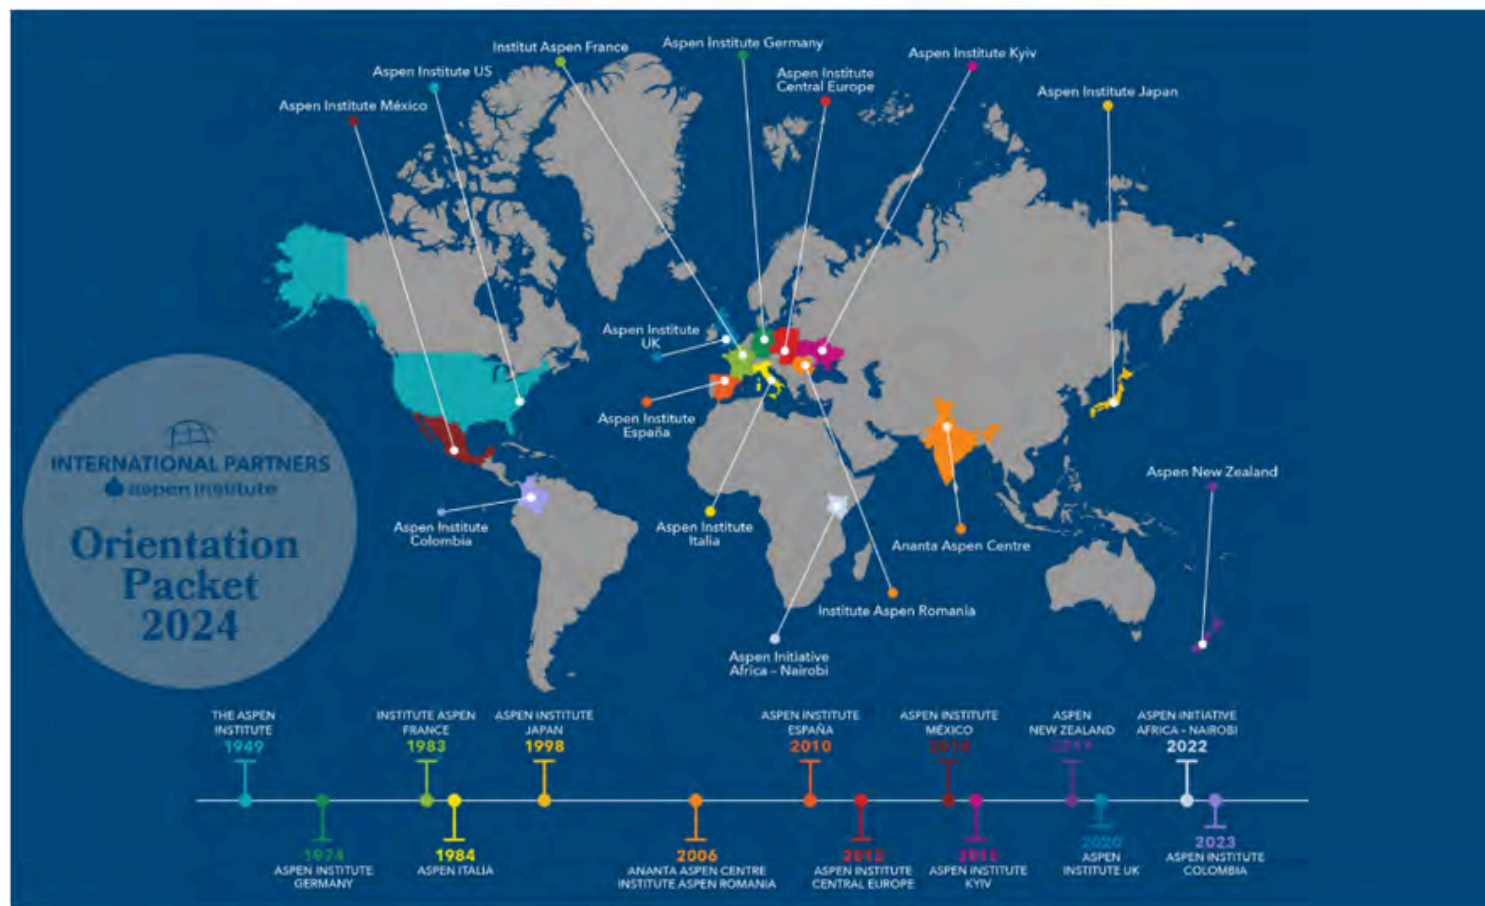 Institut Aspen France
Aspen Institute Germany
Aspen Institute Kyiv
Aspen Institute US
Aspen Institute
Central Europe
Aspen Institute México
Aspen Institute Japan
Aspen Institute
UK
Aspen Institute
España
Aspen New Zealand
INTERNATIONAL PARTNERS
aspen institute
Orientation
Packet
2024
Aspen Institute
Colombia
Aspen Institute
Italia
Ananta Aspen Centre
Institute Aspen Romania
Aspen Initiative
Africa – Nairobi
THE ASPEN
INSTITUTE
1949
INSTITUTE ASPEN
FRANCE
1983
ASPEN INSTITUTE
JAPAN
1998
ASPEN INSTITUTE
ESPAÑA
2010
ASPEN INSTITUTE
MÉXICO
2014
ASPEN
NEW ZEALAND
ASPEN INITIATIVE
AFRICA – NAIROBI
2022
1974
ASPEN INSTITUTE
GERMANY
1984
ASPEN ITALIA
2006
ANANTA ASPEN CENTRE
INSTITUTE ASPEN ROMANIA
2012
ASPEN INSTITUTE
CENTRAL EUROPE
2015
ASPEN INSTITUTE
KYIV
2020
ASPEN
INSTITUTE UK
2023
ASPEN INSTITUTE
COLOMBIA